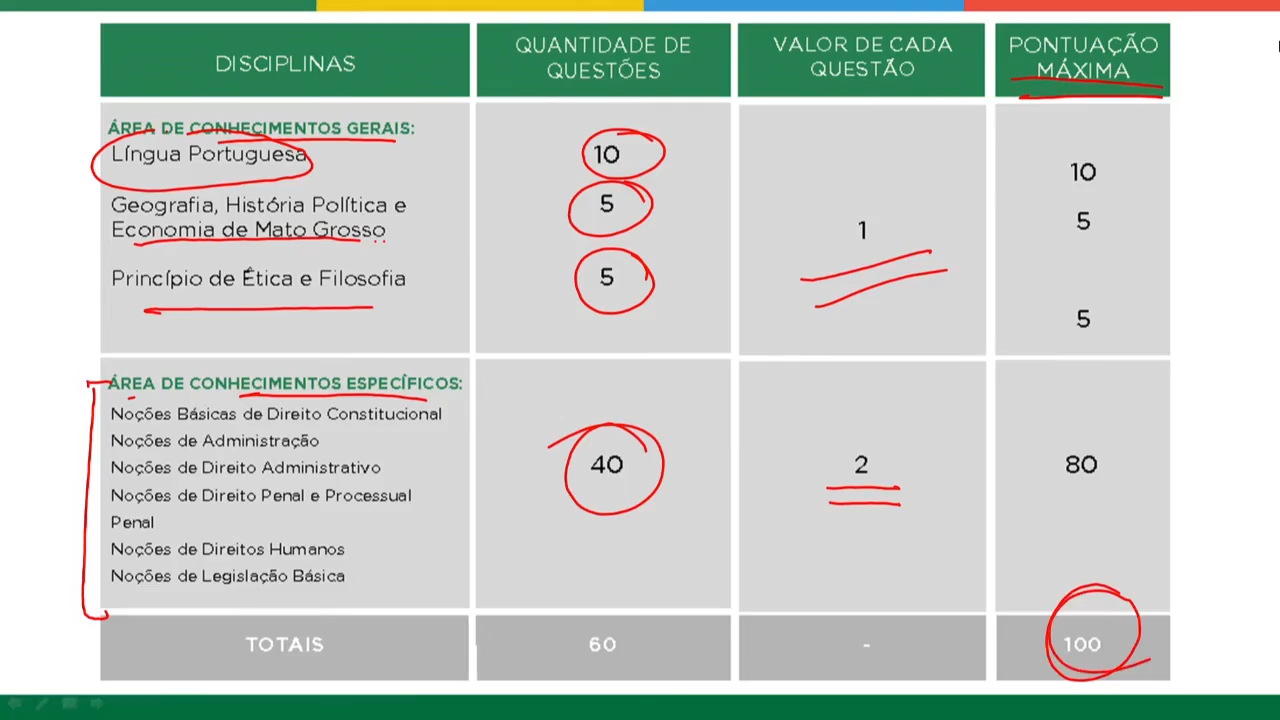 DISCIPLINAS
QUANTIDADE DE
QUESTÕES
VALOR DE CADA
QUESTÃO
PONTUAÇÃO
MÁXIMA
ÁREA DE CONHECIMENTOS GERAIS:
Língua Portuguesa
10
10
Geografia, História Política e
Economia de Mato Grosso
5
1
5
Princípio de Ética e Filosofia
5
5
ÁREA DE CONHECIMENTOS ESPECÍFICOS:
Noções Básicas de Direito Constitucional
Noções de Administração
Noções de Direito Administrativo
Noções de Direito Penal e Processual
Penal
Noções de Direitos Humanos
Noções de Legislação Básica
40
2
80
TOTAIS
60
-
100